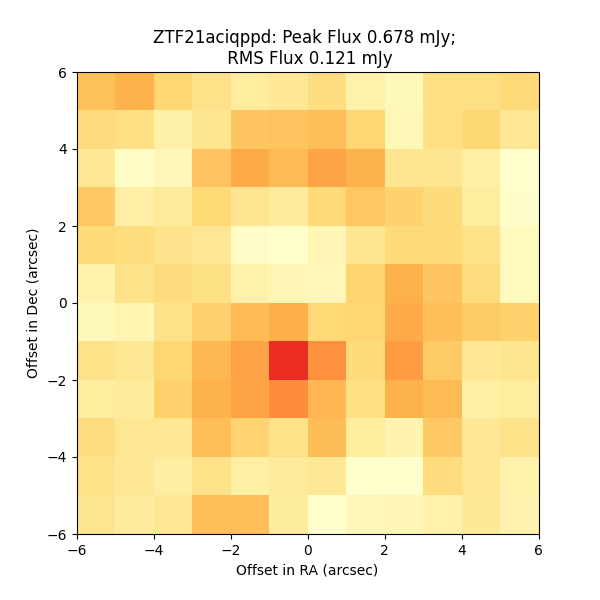 ZTF21aciqppd: Peak Flux 0.678 mJy;
RMS Flux 0.121 mJy
6
4
2
0
−2
−4
−6
Offset in Dec (arcsec)
−6 −4 −2 0 2 4 6
Offset in RA (arcsec)